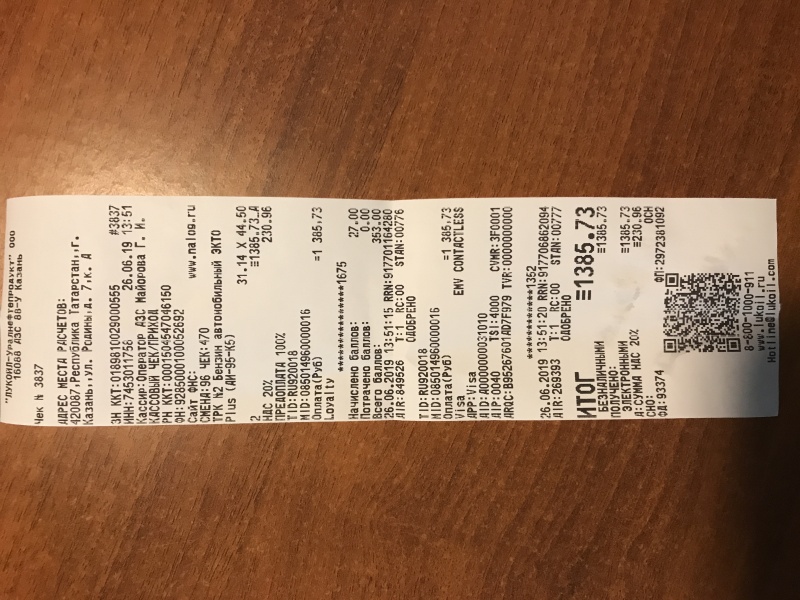 "ЛУКОЙЛ-Уралнефтепродукт" ООО
16088 АЗС 88-У Казань
Чек N 3837
АДРЕС МЕСТА РАСЧЕТОВ:
420087,Республика Татарстан,,г.
Казань,,ул. Родины,д. 7,к. А
ЗН ККТ:0189810029000555 #3837
ИНН:7453011758 26.06.19 13:51
Кассир:Оператор АЗС Майорова Г. И.
КАССОВЫЙ ЧЕК/ПРИХОД
РН ККТ:0001504547046150
ФН:9285000100052692
Сайт ФНС: www.nalog.ru
СМЕНА:96 ЧЕК:470
ТРК №2 Бензин автомобильный ЭКТО
Plus (АИ-95-К5)
31.14 X 44.50
2 ≡1385.73_А
НДС 20% 230.96
ПРЕДОПЛАТА 100%
TID:RU920018
MID:085014960000016
Оплата(Руб) =1 385,73
Loyalty
***************1675
Начислено баллов: 27.00
Потрачено баллов: 0.00
Всего баллов: 353.00
26.06.2019 13:51:15 RRN:917701164280
AIR:849526 T:1 RC:00 STAN:00776
ОДОБРЕНО
TID:RU920018
MID:085014960000016
Оплата(Руб) =1 385,73
Visa EMV CONTACTLESS
APP:Visa
AID:A0000000031010
AIP:0040 TSI:4000 CVMR:3F0001
ARQC:B95267601AD7F979 TVR:0000000000
************1352
26.06.2019 13:51:20 RRN:917706862094
AIR:269393 T:1 RC:00 STAN:00777
ОДОБРЕНО
ИТОГ ≡1385.73
БЕЗНАЛИЧНЫМИ ≡1385.73
ПОЛУЧЕНО:
ЭЛЕКТРОННЫМИ ≡1385.73
А:СУММА НДС 20% ≡230.96
СНО: ОСН
ФД:93374 ФП:2972381092
8-800-1000-911
www.lukoil.ru
Hotline@lukoil.com